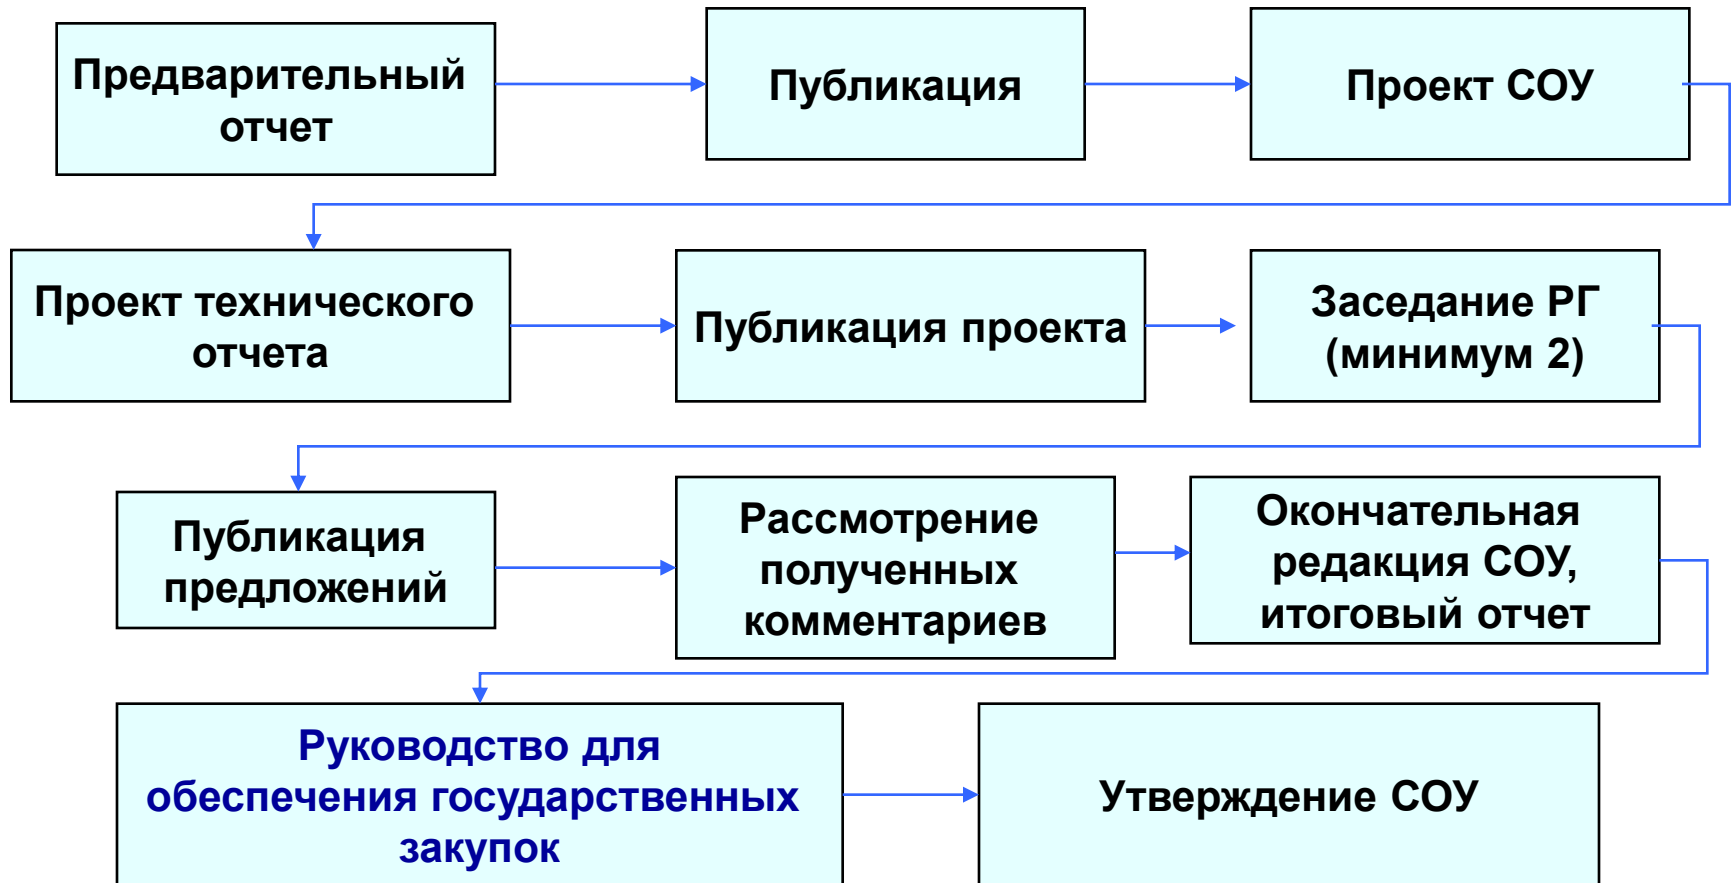 Предварительный
отчет
Публикация
Проект СОУ
Проект технического
отчета
Публикация проекта
Заседание РГ
(минимум 2)
Публикация
предложений
Рассмотрение
полученных
комментариев
Окончательная
редакция СОУ,
итоговый отчет
Руководство для
обеспечения государственных
закупок
Утверждение СОУ